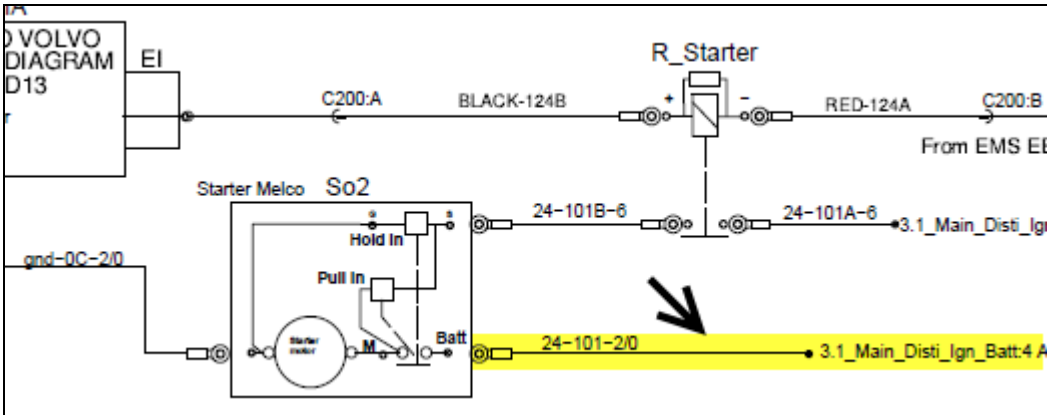 VOLVO
DIAGRAM
D13
EI
R_Starter
C200:A
BLACK-124B
+
-
RED-124A
C200:B
From EMS
Starter Melco
So2
24-101B-6
24-101A-6
3.1_Main_Disti_Ign
Hold In
gnd-0C-2/0
Pull In
Starter
motor
M
Batt
24-101-2/0
3.1_Main_Disti_Ign_Batt:4 A